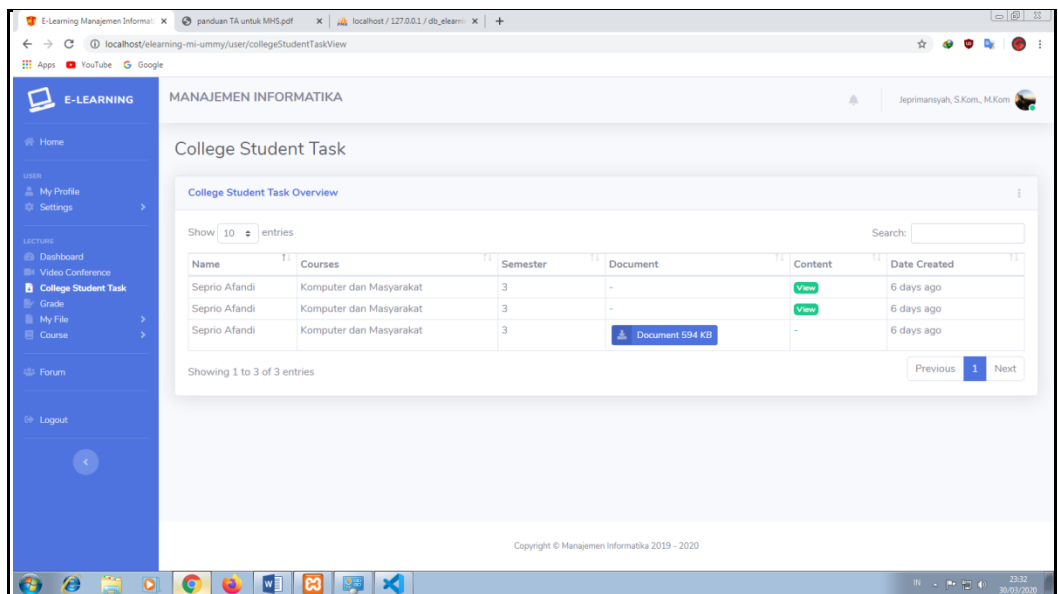 E-Learning Manajemen Informat
panduan TA untuk MHS.pdf
localhost / 127.0.0.1 / db_elearni
localhost/elearning-mi-ummy/user/collegeStudentTaskView
Apps YouTube Google
E-LEARNING
MANAJEMEN INFORMATIKA
Jeprimansyah, S.Kom., M.Kom
Home
USER
My Profile
Settings
LECTURE
Dashboard
Video Conference
College Student Task
Grade
My File
Course
Forum
Logout
College Student Task
College Student Task Overview
Show 10 entries
Search:
Name Courses Semester Document Content Date Created
Seprio Afandi Komputer dan Masyarakat 3 - View 6 days ago
Seprio Afandi Komputer dan Masyarakat 3 - View 6 days ago
Seprio Afandi Komputer dan Masyarakat 3 Document 594 KB - 6 days ago
Showing 1 to 3 of 3 entries
Previous 1 Next
Copyright © Manajemen Informatika 2019 - 2020
IN
23:32
30/03/2020